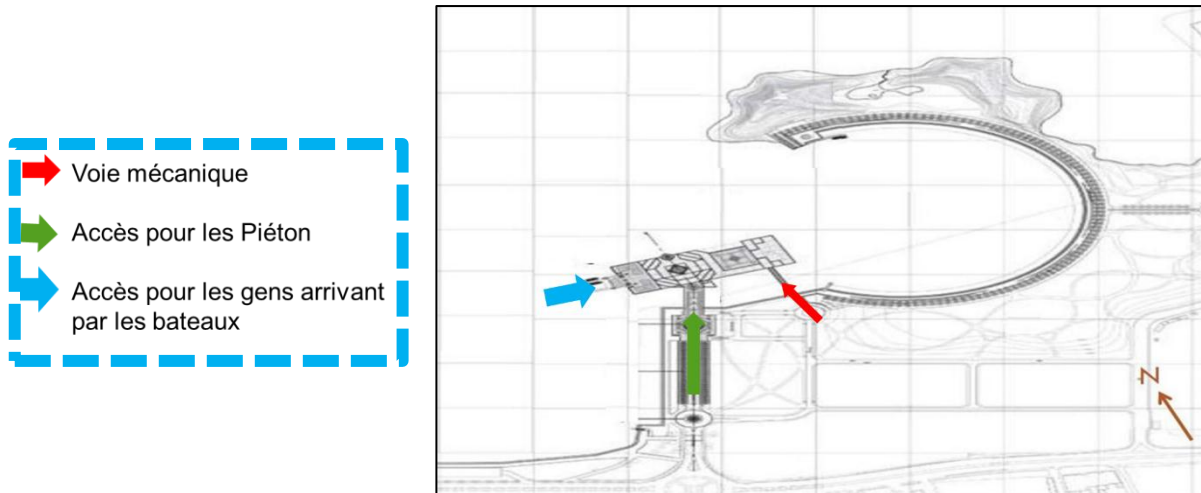 Voie mécanique
Accès pour les Piéton
Accès pour les gens arrivant
par les bateaux
N